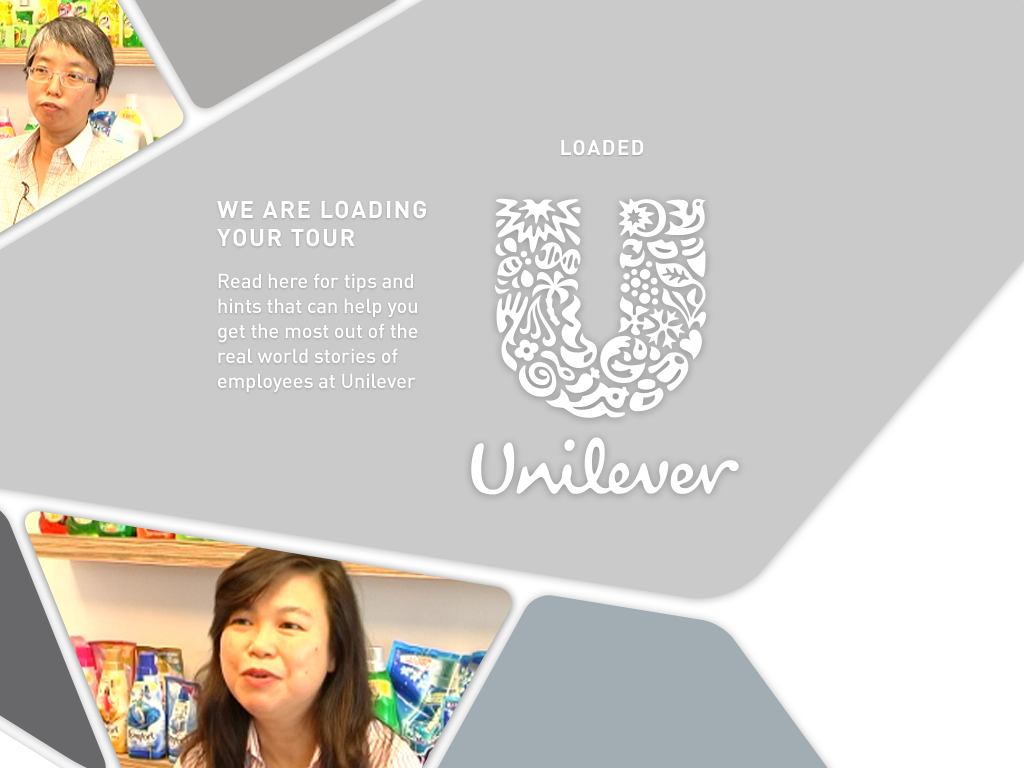 LOADED
WE ARE LOADING
YOUR TOUR
Read here for tips and
hints that can help you
get the most out of the
real world stories of
employees at Unilever
Unilever
Comfort